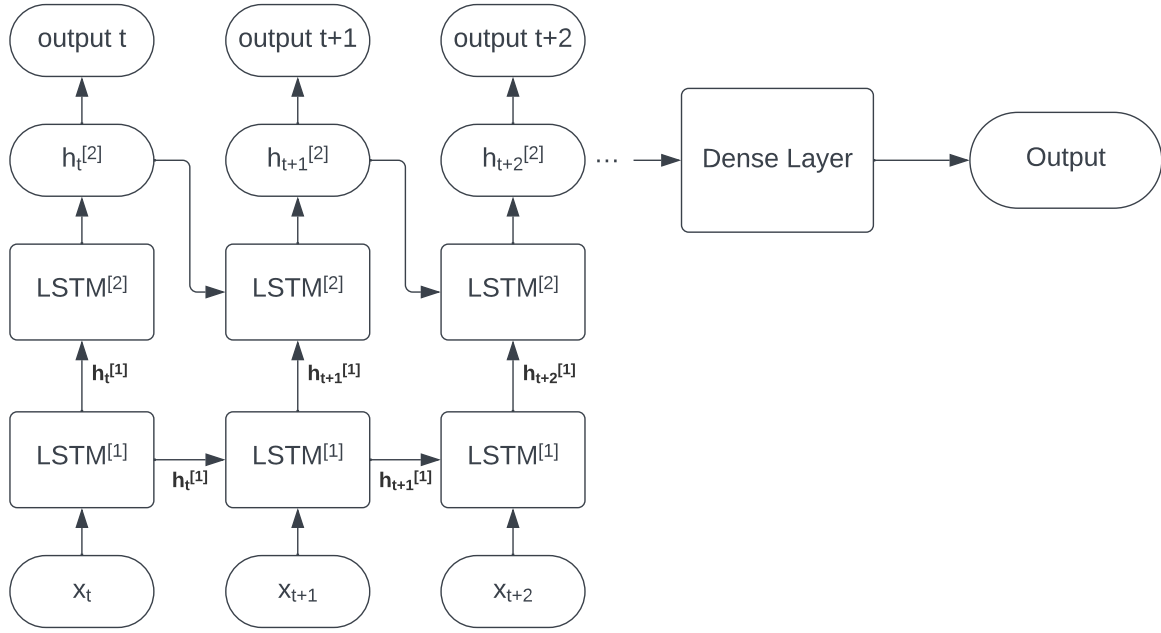 output t
output t+1
output t+2
hₜ[2]
hₜ₊₁[2]
hₜ₊₂[2]
...
Dense Layer
Output
LSTM[2]
LSTM[2]
LSTM[2]
hₜ[1]
hₜ₊₁[1]
hₜ₊₂[1]
LSTM[1]
LSTM[1]
LSTM[1]
hₜ[1]
hₜ₊₁[1]
xₜ
xₜ₊₁
xₜ₊₂